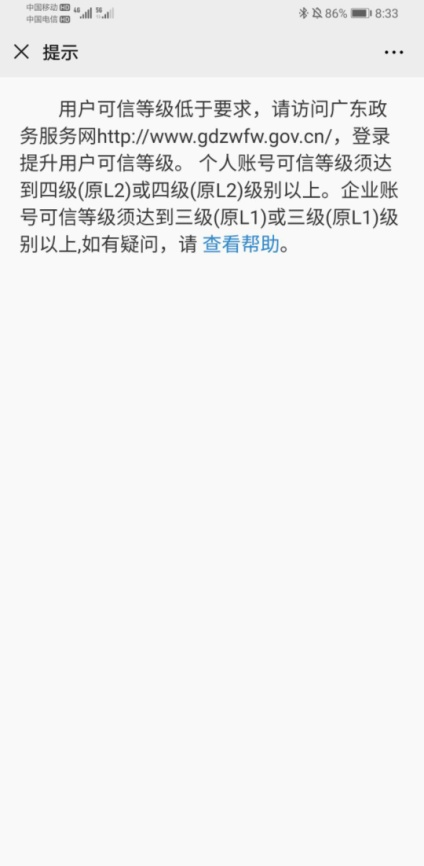 中国移动 HD 4G 5G 86% 8:33
中国电信 HD
提示
用户可信等级低于要求，请访问广东政
务服务网http://www.gdzwfw.gov.cn/，登录
提升用户可信等级。 个人账号可信等级须达
到四级(原L2)或四级(原L2)级别以上。企业账
号可信等级须达到三级(原L1)或三级(原L1)级
别以上,如有疑问，请 查看帮助。